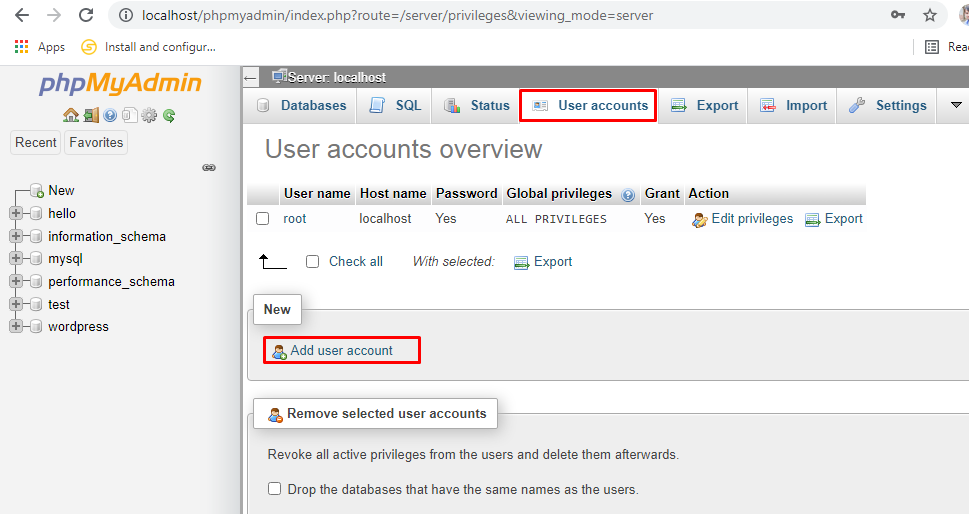 localhost/phpmyadmin/index.php?route=/server/privileges&viewing_mode=server
Apps Install and configur... Rea
phpMyAdmin
Recent Favorites
New
hello
information_schema
mysql
performance_schema
test
wordpress
Server: localhost
Databases SQL Status User accounts Export Import Settings
User accounts overview
User name Host name Password Global privileges Grant Action
root localhost Yes ALL PRIVILEGES Yes Edit privileges Export
Check all With selected: Export
New
Add user account
Remove selected user accounts
Revoke all active privileges from the users and delete them afterwards.
Drop the databases that have the same names as the users.